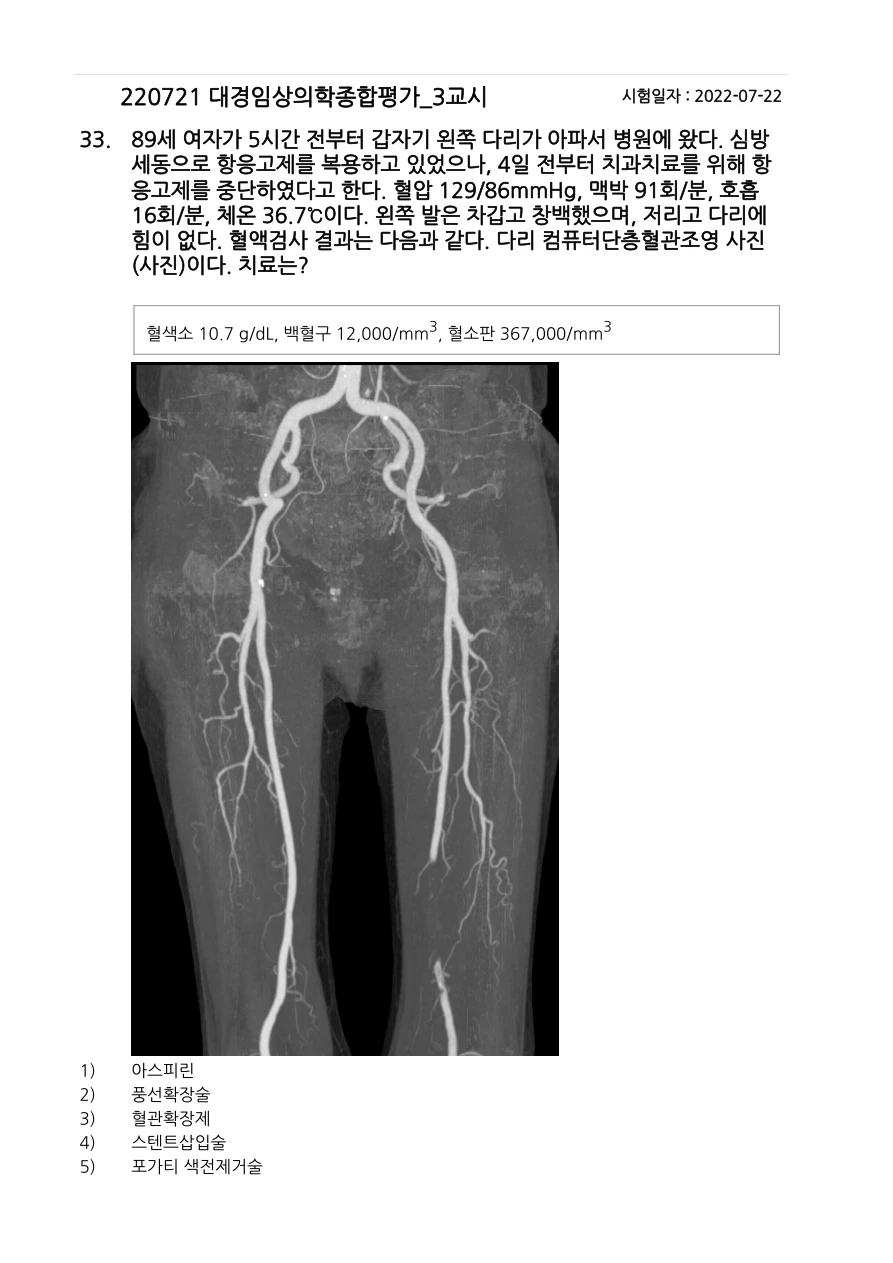 220721 대경임상의학종합평가_3교시
시험일자 : 2022-07-22
33. 89세 여자가 5시간 전부터 갑자기 왼쪽 다리가 아파서 병원에 왔다. 심방
세동으로 항응고제를 복용하고 있었으나, 4일 전부터 치과치료를 위해 항
응고제를 중단하였다고 한다. 혈압 129/86mmHg, 맥박 91회/분, 호흡
16회/분, 체온 36.7℃이다. 왼쪽 발은 차갑고 창백했으며, 저리고 다리에
힘이 없다. 혈액검사 결과는 다음과 같다. 다리 컴퓨터단층혈관조영 사진
(사진)이다. 치료는?
혈색소 10.7 g/dL, 백혈구 12,000/mm³, 혈소판 367,000/mm³
1) 아스피린
2) 풍선확장술
3) 혈관확장제
4) 스텐트삽입술
5) 포가티 색전제거술